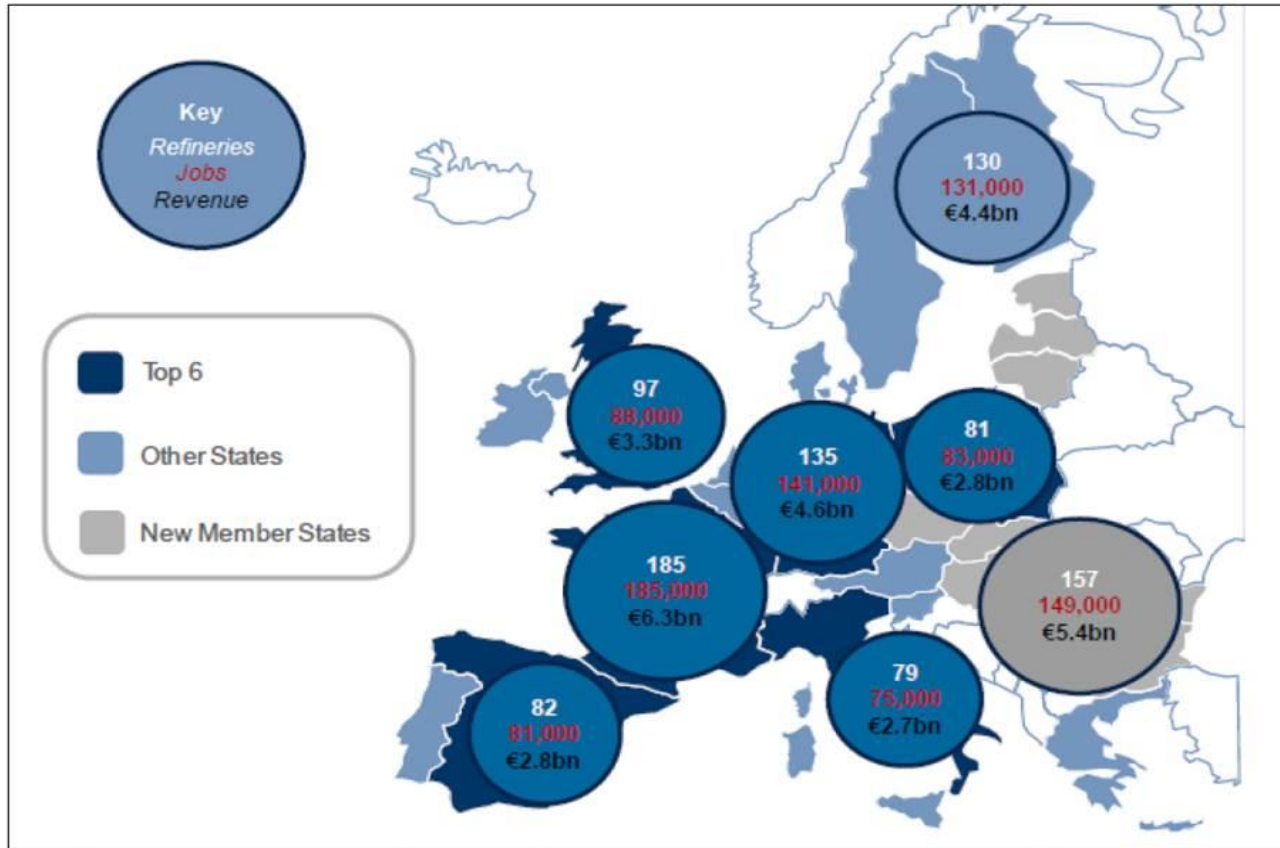 Key
Refineries
Jobs
Revenue
130
131,000
€4.4bn
Top 6
Other States
New Member States
97
88,000
€3.3bn
135
141,000
€4.6bn
81
83,000
€2.8bn
185
185,000
€6.3bn
157
149,000
€5.4bn
82
81,000
€2.8bn
79
75,000
€2.7bn